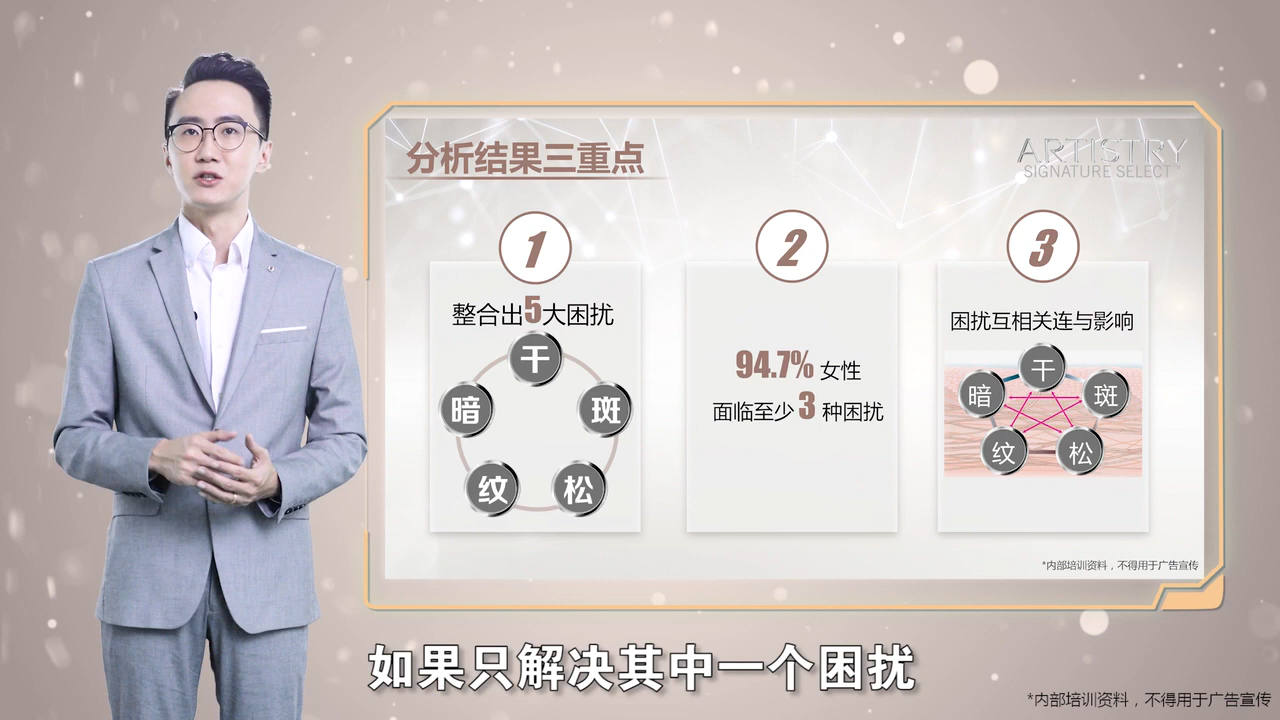 分析结果三重点
ARTISTRY
SIGNATURE SELECT™
1
整合出5大困扰
干
暗
斑
纹
松
2
94.7% 女性
面临至少 3 种困扰
3
困扰互相关连与影响
干
暗
斑
纹
松
*内部培训资料，不得用于广告宣传
如果只解决其中一个困扰
*内部培训资料，不得用于广告宣传